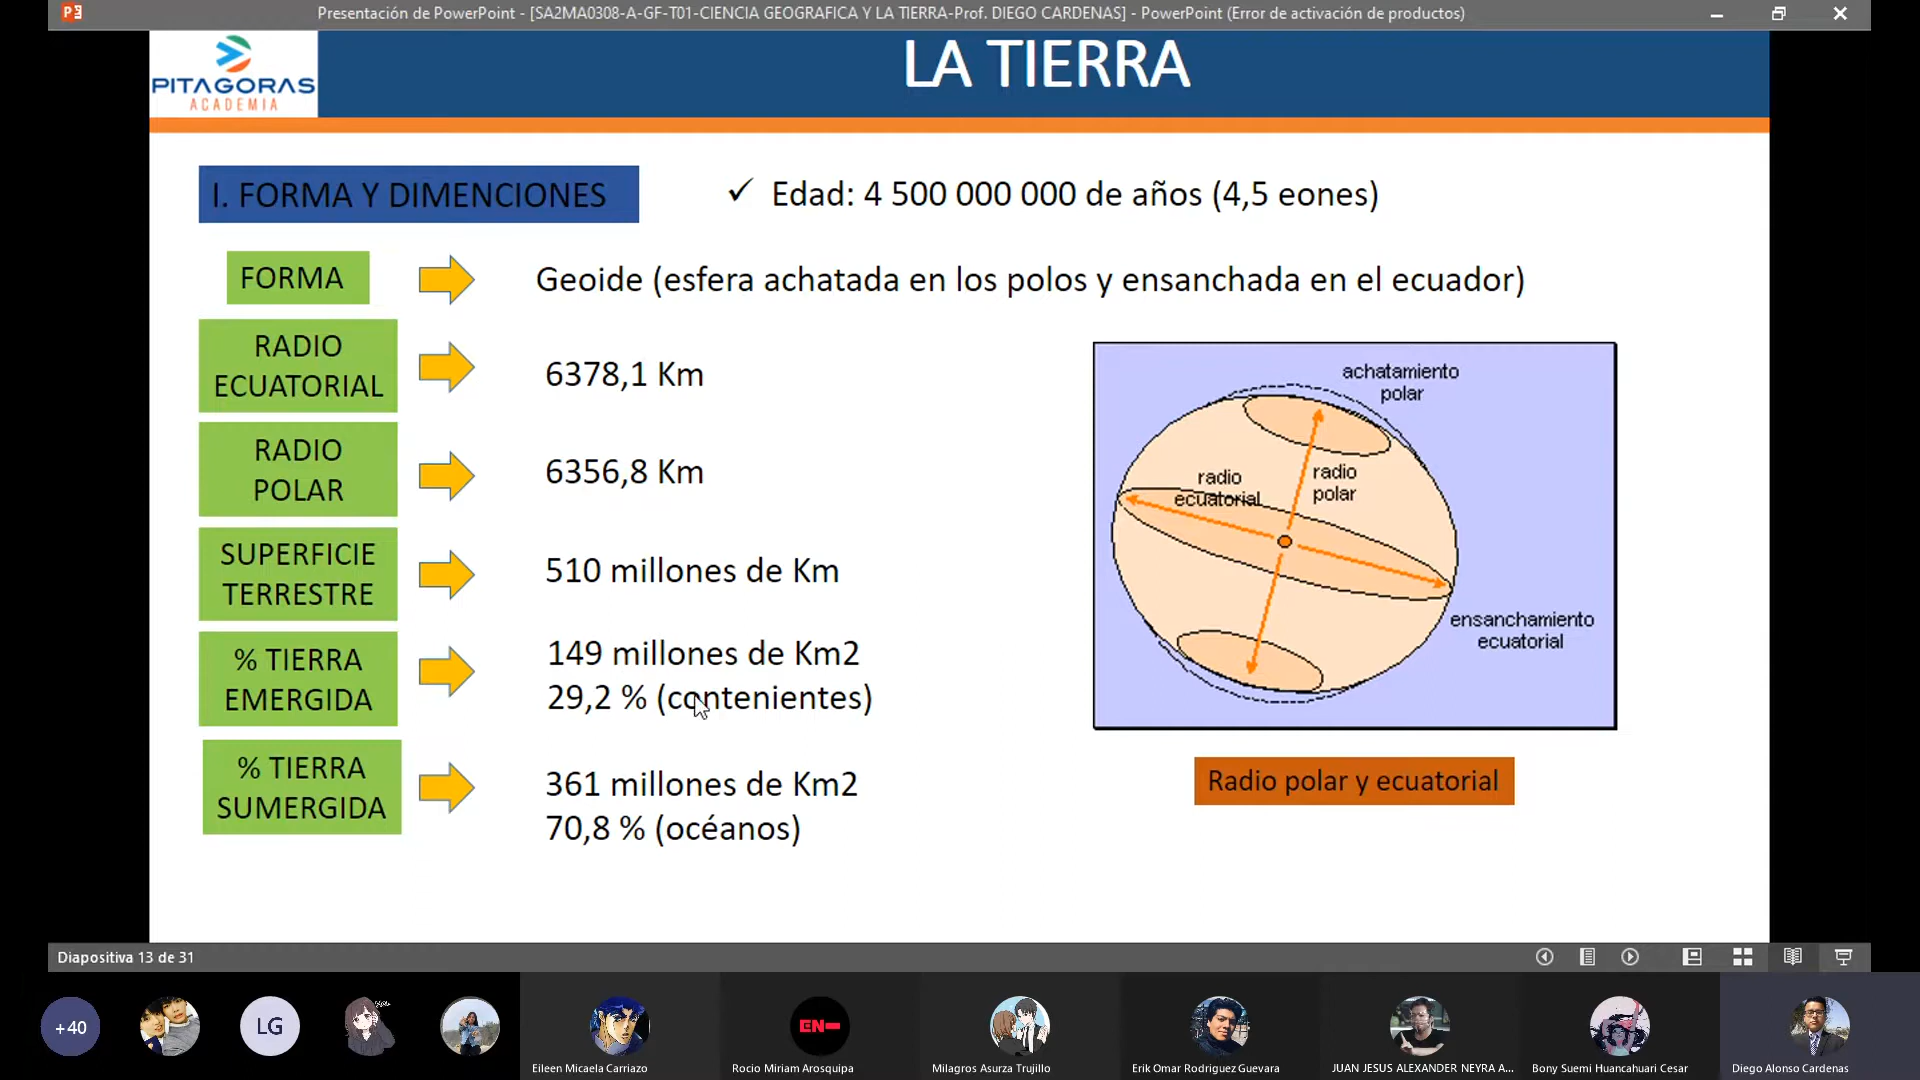 Presentación de PowerPoint - [SA2MA0308-A-GF-T01-CIENCIA GEOGRAFICA Y LA TIERRA-Prof. DIEGO CARDENAS] - PowerPoint (Error de activación de productos)
PITAGORAS
ACADEMIA
LA TIERRA
I. FORMA Y DIMENCIONES
✓ Edad: 4 500 000 000 de años (4,5 eones)
FORMA
Geoide (esfera achatada en los polos y ensanchada en el ecuador)
RADIO
ECUATORIAL
6378,1 Km
RADIO
POLAR
6356,8 Km
SUPERFICIE
TERRESTRE
510 millones de Km
% TIERRA
EMERGIDA
149 millones de Km2
29,2 % (contenientes)
% TIERRA
SUMERGIDA
361 millones de Km2
70,8 % (océanos)
achatamiento
polar
radio
ecuatorial
radio
polar
ensanchamiento
ecuatorial
Radio polar y ecuatorial
Diapositiva 13 de 31
+40
LG
EN
Eileen Micaela Carriazo
Rocio Miriam Arosquipa
Milagros Asurza Trujillo
Erik Omar Rodriguez Guevara
JUAN JESUS ALEXANDER NEYRA A...
Bony Suemi Huancahuari Cesar
Diego Alonso Cardenas